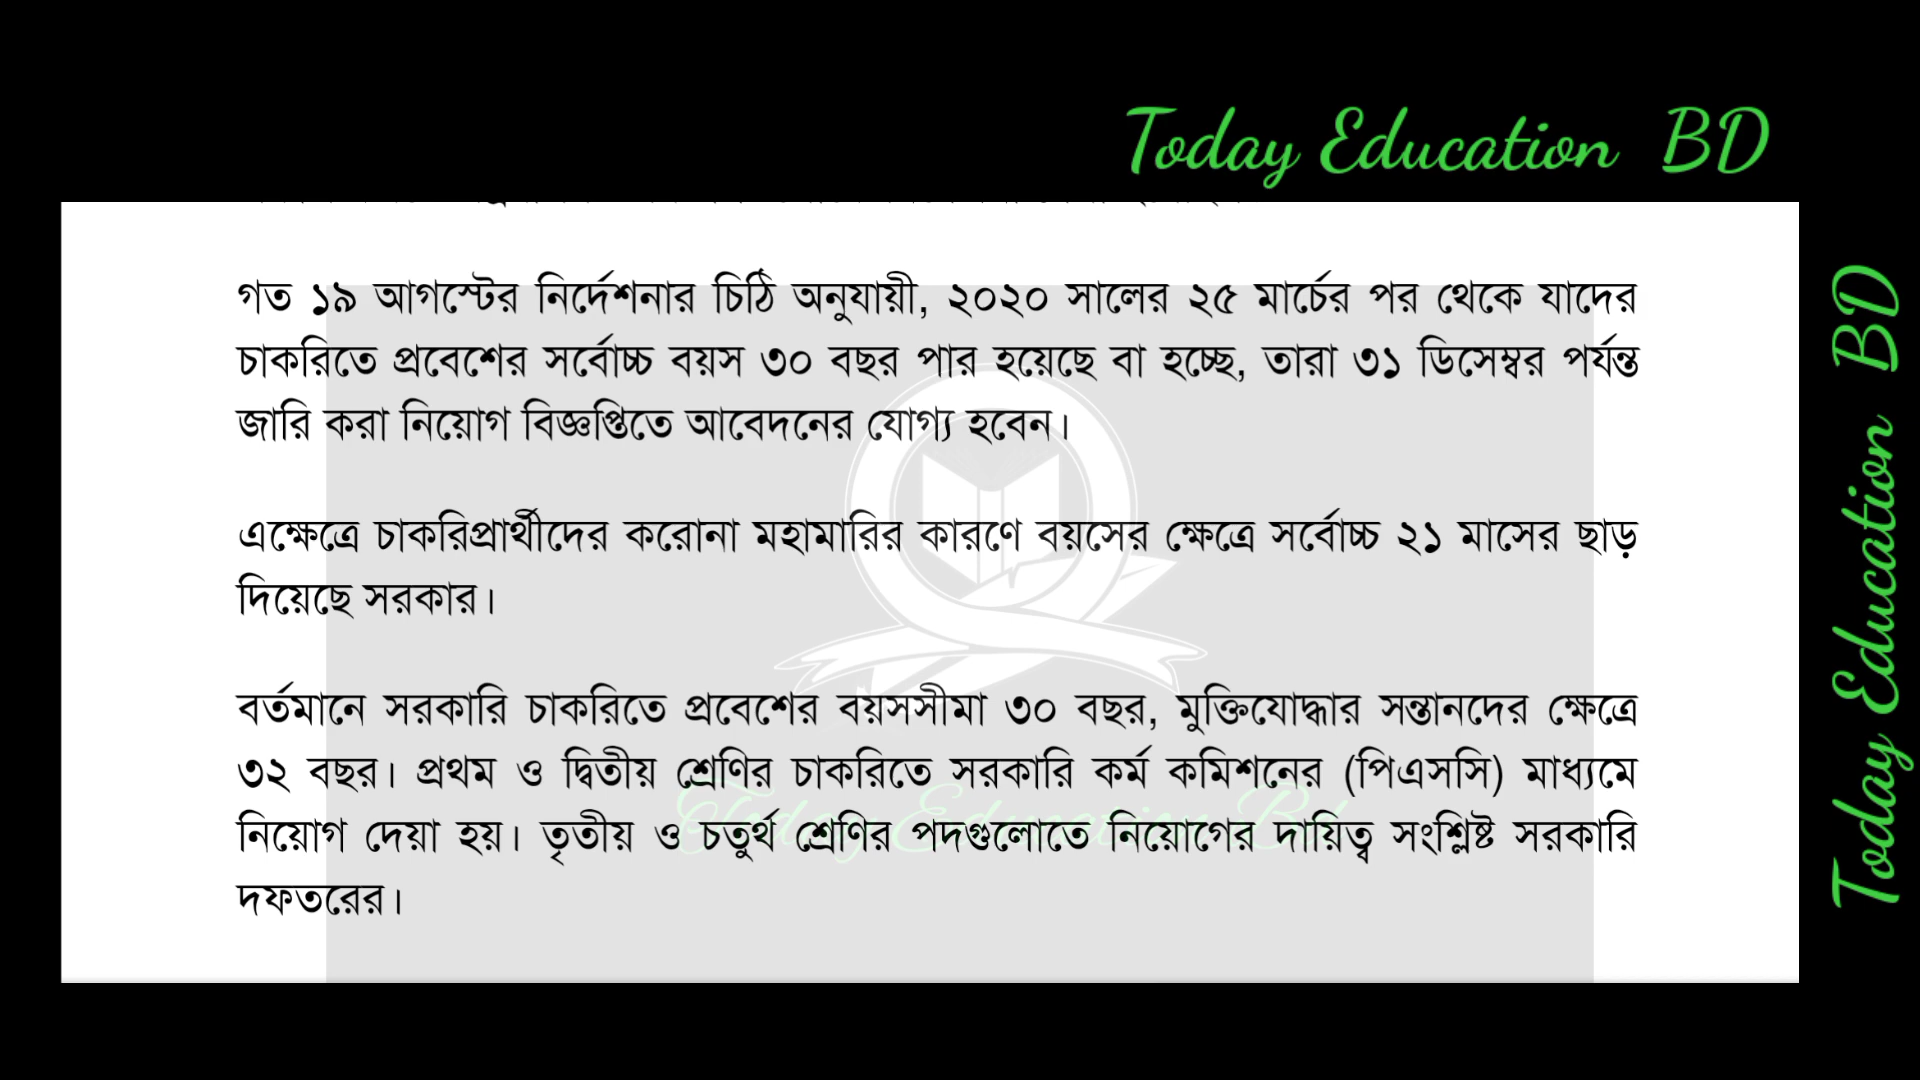 Today Education BD
গত ১৯ আগস্টের নির্দেশনার চিঠি অনুযায়ী, ২০২০ সালের ২৫ মার্চের পর থেকে যাদের
চাকরিতে প্রবেশের সর্বোচ্চ বয়স ৩০ বছর পার হয়েছে বা হচ্ছে, তারা ৩১ ডিসেম্বর পর্যন্ত
জারি করা নিয়োগ বিজ্ঞপ্তিতে আবেদনের যোগ্য হবেন।
এক্ষেত্রে চাকরিপ্রার্থীদের করোনা মহামারির কারণে বয়সের ক্ষেত্রে সর্বোচ্চ ২১ মাসের ছাড়
দিয়েছে সরকার।
বর্তমানে সরকারি চাকরিতে প্রবেশের বয়সসীমা ৩০ বছর, মুক্তিযোদ্ধার সন্তানদের ক্ষেত্রে
৩২ বছর। প্রথম ও দ্বিতীয় শ্রেণির চাকরিতে সরকারি কর্ম কমিশনের (পিএসসি) মাধ্যমে
নিয়োগ দেয়া হয়। তৃতীয় ও চতুর্থ শ্রেণির পদগুলোতে নিয়োগের দায়িত্ব সংশ্লিষ্ট সরকারি
দফতরের।
Today Education Bd
Today Education BD